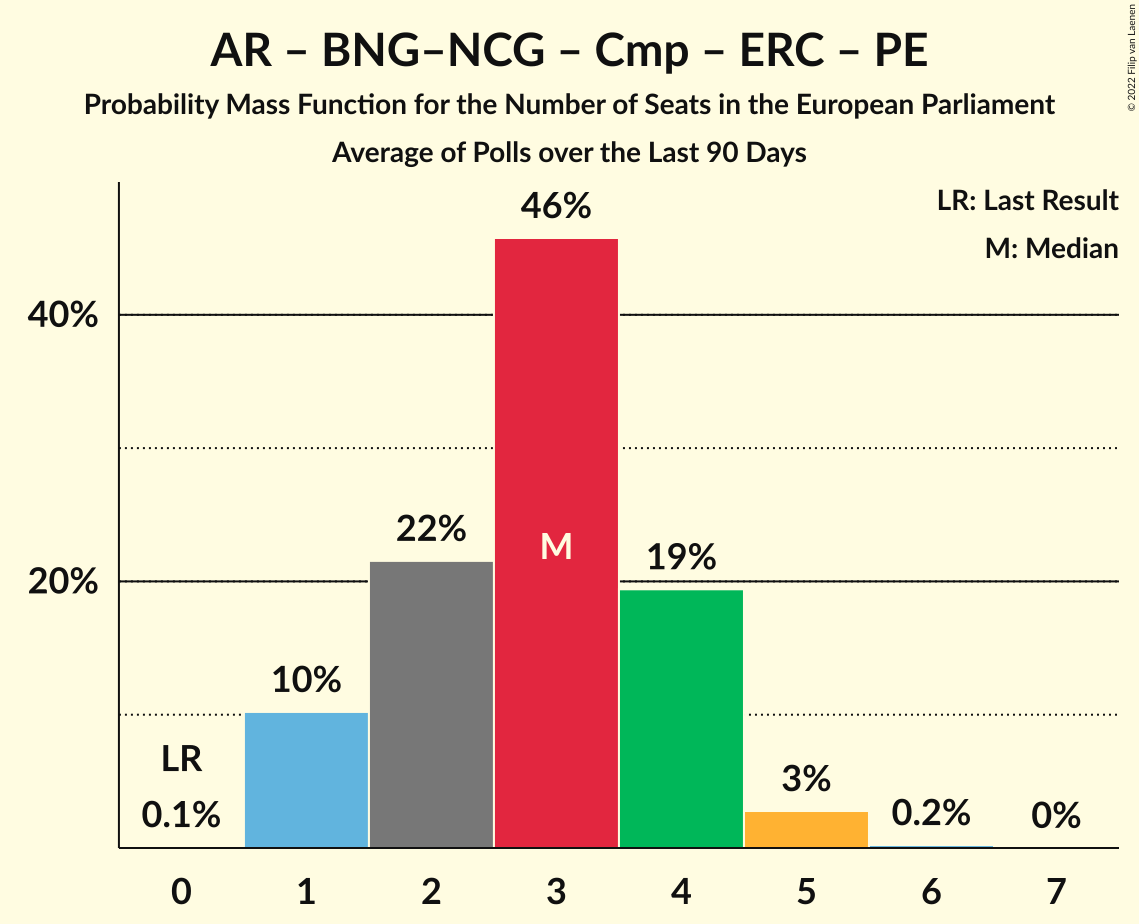 AR – BNG–NCG – Cmp – ERC – PE
Probability Mass Function for the Number of Seats in the European Parliament
Average of Polls over the Last 90 Days
© 2022 Filip van Laenen
LR: Last Result
M: Median
46%
40%
22%
M
19%
20%
10%
LR
0.1%
3%
0.2%
0%
0 1 2 3 4 5 6 7